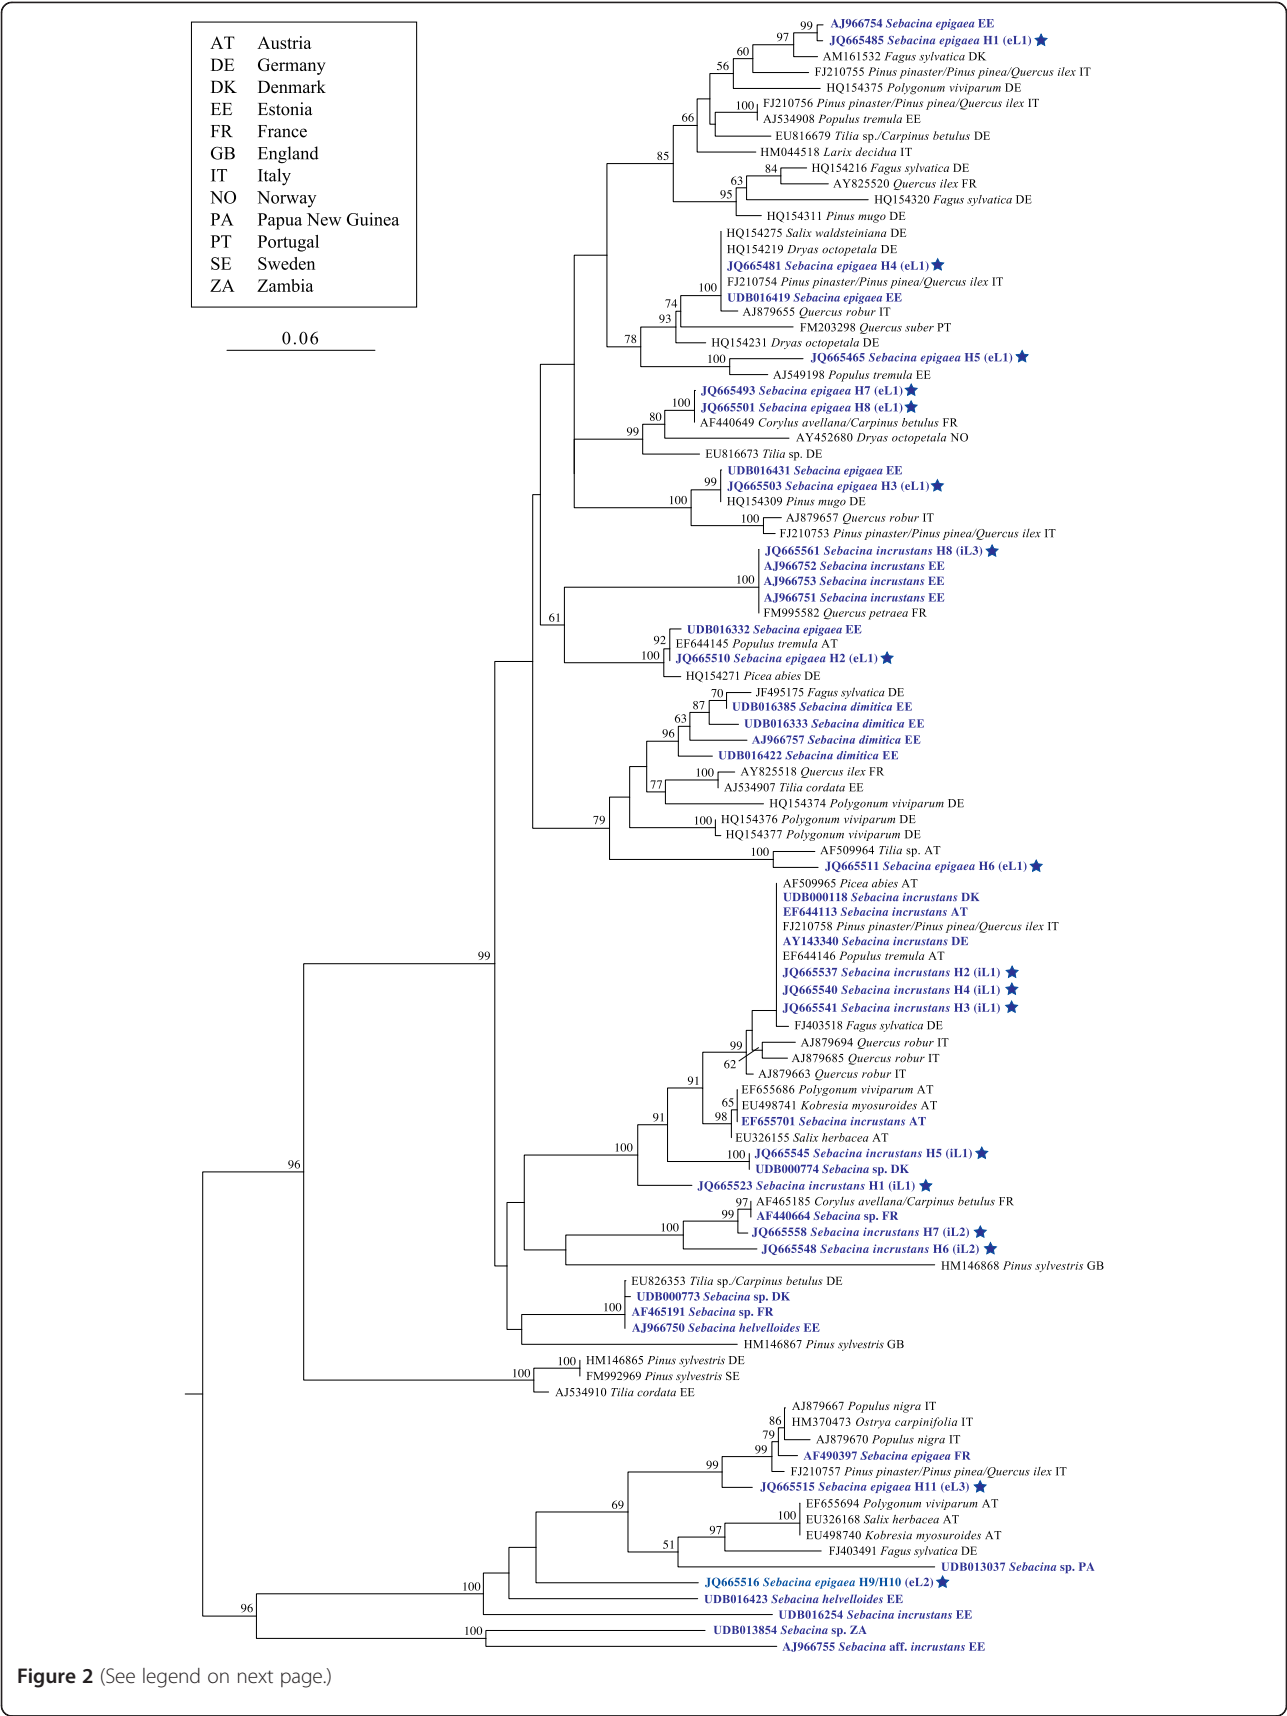 AT Austria
DE Germany
DK Denmark
EE Estonia
FR France
GB England
IT Italy
NO Norway
PA Papua New Guinea
PT Portugal
SE Sweden
ZA Zambia
0.06
99 AJ966754 Sebacina epigaea EE
97 JQ665485 Sebacina epigaea H1 (eL1)
60 AM161532 Fagus sylvatica DK
56 FJ210755 Pinus pinaster/Pinus pinea/Quercus ilex IT
HQ154375 Polygonum viviparum DE
100 FJ210756 Pinus pinaster/Pinus pinea/Quercus ilex IT
66 AJ534908 Populus tremula EE
EU816679 Tilia sp./Carpinus betulus DE
85 HM044518 Larix decidua IT
84 HQ154216 Fagus sylvatica DE
63 AY825520 Quercus ilex FR
95 HQ154320 Fagus sylvatica DE
HQ154311 Pinus mugo DE
HQ154275 Salix waldsteiniana DE
HQ154219 Dryas octopetala DE
JQ665481 Sebacina epigaea H4 (eL1)
100 FJ210754 Pinus pinaster/Pinus pinea/Quercus ilex IT
74 UDB016419 Sebacina epigaea EE
93 AJ879655 Quercus robur IT
FM203298 Quercus suber PT
78 HQ154231 Dryas octopetala DE
100 JQ665465 Sebacina epigaea H5 (eL1)
AJ549198 Populus tremula EE
JQ665493 Sebacina epigaea H7 (eL1)
100 JQ665501 Sebacina epigaea H8 (eL1)
80 AF440649 Corylus avellana/Carpinus betulus FR
99 AY452680 Dryas octopetala NO
EU816673 Tilia sp. DE
UDB016431 Sebacina epigaea EE
99 JQ665503 Sebacina epigaea H3 (eL1)
100 HQ154309 Pinus mugo DE
100 AJ879657 Quercus robur IT
FJ210753 Pinus pinaster/Pinus pinea/Quercus ilex IT
JQ665561 Sebacina incrustans H8 (iL3)
AJ966752 Sebacina incrustans EE
100 AJ966753 Sebacina incrustans EE
AJ966751 Sebacina incrustans EE
61 FM995582 Quercus petraea FR
UDB016332 Sebacina epigaea EE
92 EF644145 Populus tremula AT
100 JQ665510 Sebacina epigaea H2 (eL1)
HQ154271 Picea abies DE
70 JF495175 Fagus sylvatica DE
87 UDB016385 Sebacina dimitica EE
63 UDB016333 Sebacina dimitica EE
96 AJ966757 Sebacina dimitica EE
UDB016422 Sebacina dimitica EE
100 AY825518 Quercus ilex FR
77 AJ534907 Tilia cordata EE
HQ154374 Polygonum viviparum DE
79 100 HQ154376 Polygonum viviparum DE
HQ154377 Polygonum viviparum DE
100 AF509964 Tilia sp. AT
JQ665511 Sebacina epigaea H6 (eL1)
AF509965 Picea abies AT
UDB000118 Sebacina incrustans DK
EF644113 Sebacina incrustans AT
FJ210758 Pinus pinaster/Pinus pinea/Quercus ilex IT
AY143340 Sebacina incrustans DE
99 EF644146 Populus tremula AT
JQ665537 Sebacina incrustans H2 (iL1)
JQ665540 Sebacina incrustans H4 (iL1)
JQ665541 Sebacina incrustans H3 (iL1)
FJ403518 Fagus sylvatica DE
99 AJ879694 Quercus robur IT
62 AJ879685 Quercus robur IT
91 AJ879663 Quercus robur IT
EF655686 Polygonum viviparum AT
65 EU498741 Kobresia myosuroides AT
91 98 EF655701 Sebacina incrustans AT
EU326155 Salix herbacea AT
100 100 JQ665545 Sebacina incrustans H5 (iL1)
96 UDB000774 Sebacina sp. DK
JQ665523 Sebacina incrustans H1 (iL1)
97 AF465185 Corylus avellana/Carpinus betulus FR
99 AF440664 Sebacina sp. FR
100 JQ665558 Sebacina incrustans H7 (iL2)
JQ665548 Sebacina incrustans H6 (iL2)
HM146868 Pinus sylvestris GB
EU826353 Tilia sp./Carpinus betulus DE
UDB000773 Sebacina sp. DK
100 AF465191 Sebacina sp. FR
AJ966750 Sebacina helvelloides EE
HM146867 Pinus sylvestris GB
100 HM146865 Pinus sylvestris DE
100 FM992969 Pinus sylvestris SE
AJ534910 Tilia cordata EE
AJ879667 Populus nigra IT
86 HM370473 Ostrya carpinifolia IT
79 AJ879670 Populus nigra IT
99 AF490397 Sebacina epigaea FR
99 FJ210757 Pinus pinaster/Pinus pinea/Quercus ilex IT
JQ665515 Sebacina epigaea H11 (eL3)
69 EF655694 Polygonum viviparum AT
100 EU326168 Salix herbacea AT
97 EU498740 Kobresia myosuroides AT
51 FJ403491 Fagus sylvatica DE
UDB013037 Sebacina sp. PA
100 JQ665516 Sebacina epigaea H9/H10 (eL2)
UDB016423 Sebacina helvelloides EE
96 UDB016254 Sebacina incrustans EE
100 UDB013854 Sebacina sp. ZA
AJ966755 Sebacina aff. incrustans EE
Figure 2 (See legend on next page.)